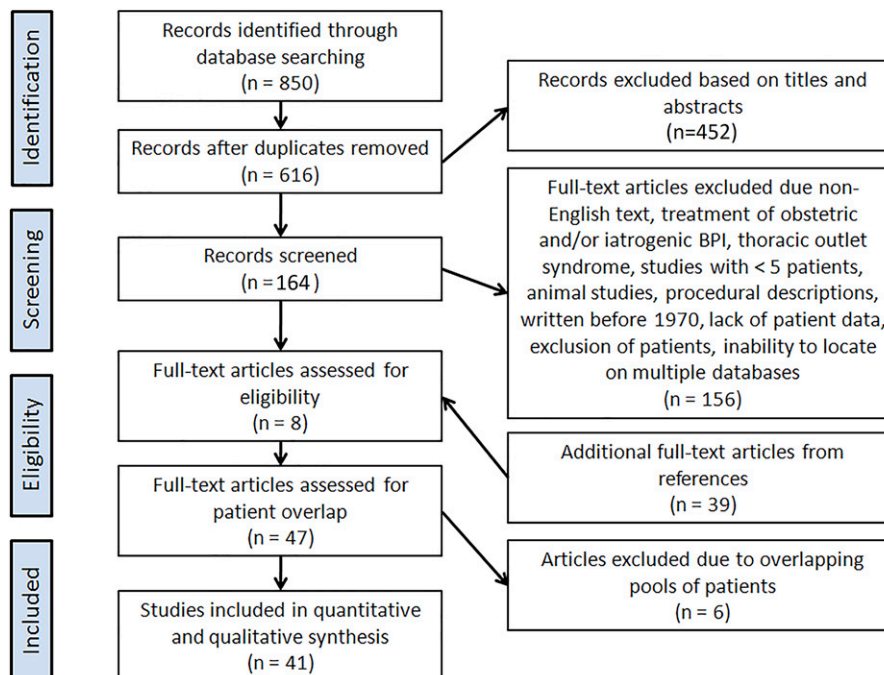 Identification
Records identified through
database searching
(n = 850)
Records excluded based on titles and
abstracts
(n=452)
Records after duplicates removed
(n = 616)
Screening
Full-text articles excluded due non-
English text, treatment of obstetric
and/or iatrogenic BPI, thoracic outlet
syndrome, studies with < 5 patients,
animal studies, procedural descriptions,
written before 1970, lack of patient data,
exclusion of patients, inability to locate
on multiple databases
(n = 156)
Records screened
(n = 164)
Eligibility
Full-text articles assessed for
eligibility
(n = 8)
Additional full-text articles from
references
(n = 39)
Full-text articles assessed for
patient overlap
(n = 47)
Included
Articles excluded due to overlapping
pools of patients
(n = 6)
Studies included in quantitative
and qualitative synthesis
(n = 41)